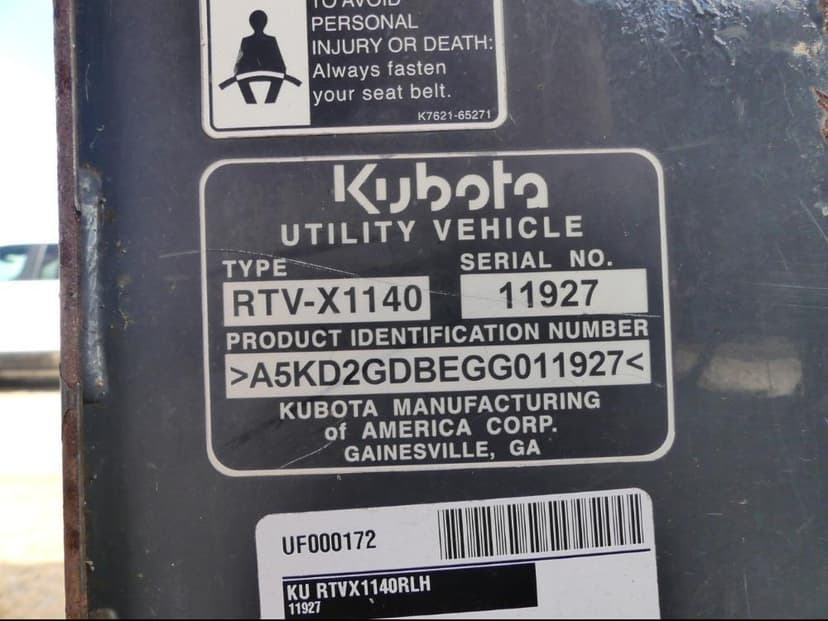 TO AVOID
PERSONAL
INJURY OR DEATH:
Always fasten
your seat belt.
K7621-65271
Kubota
UTILITY VEHICLE
TYPE SERIAL NO.
RTV-X1140 11927
PRODUCT IDENTIFICATION NUMBER
>A5KD2GDBEGG011927<
KUBOTA MANUFACTURING
of AMERICA CORP.
GAINESVILLE, GA
UF000172
KU RTVX1140RLH
11927